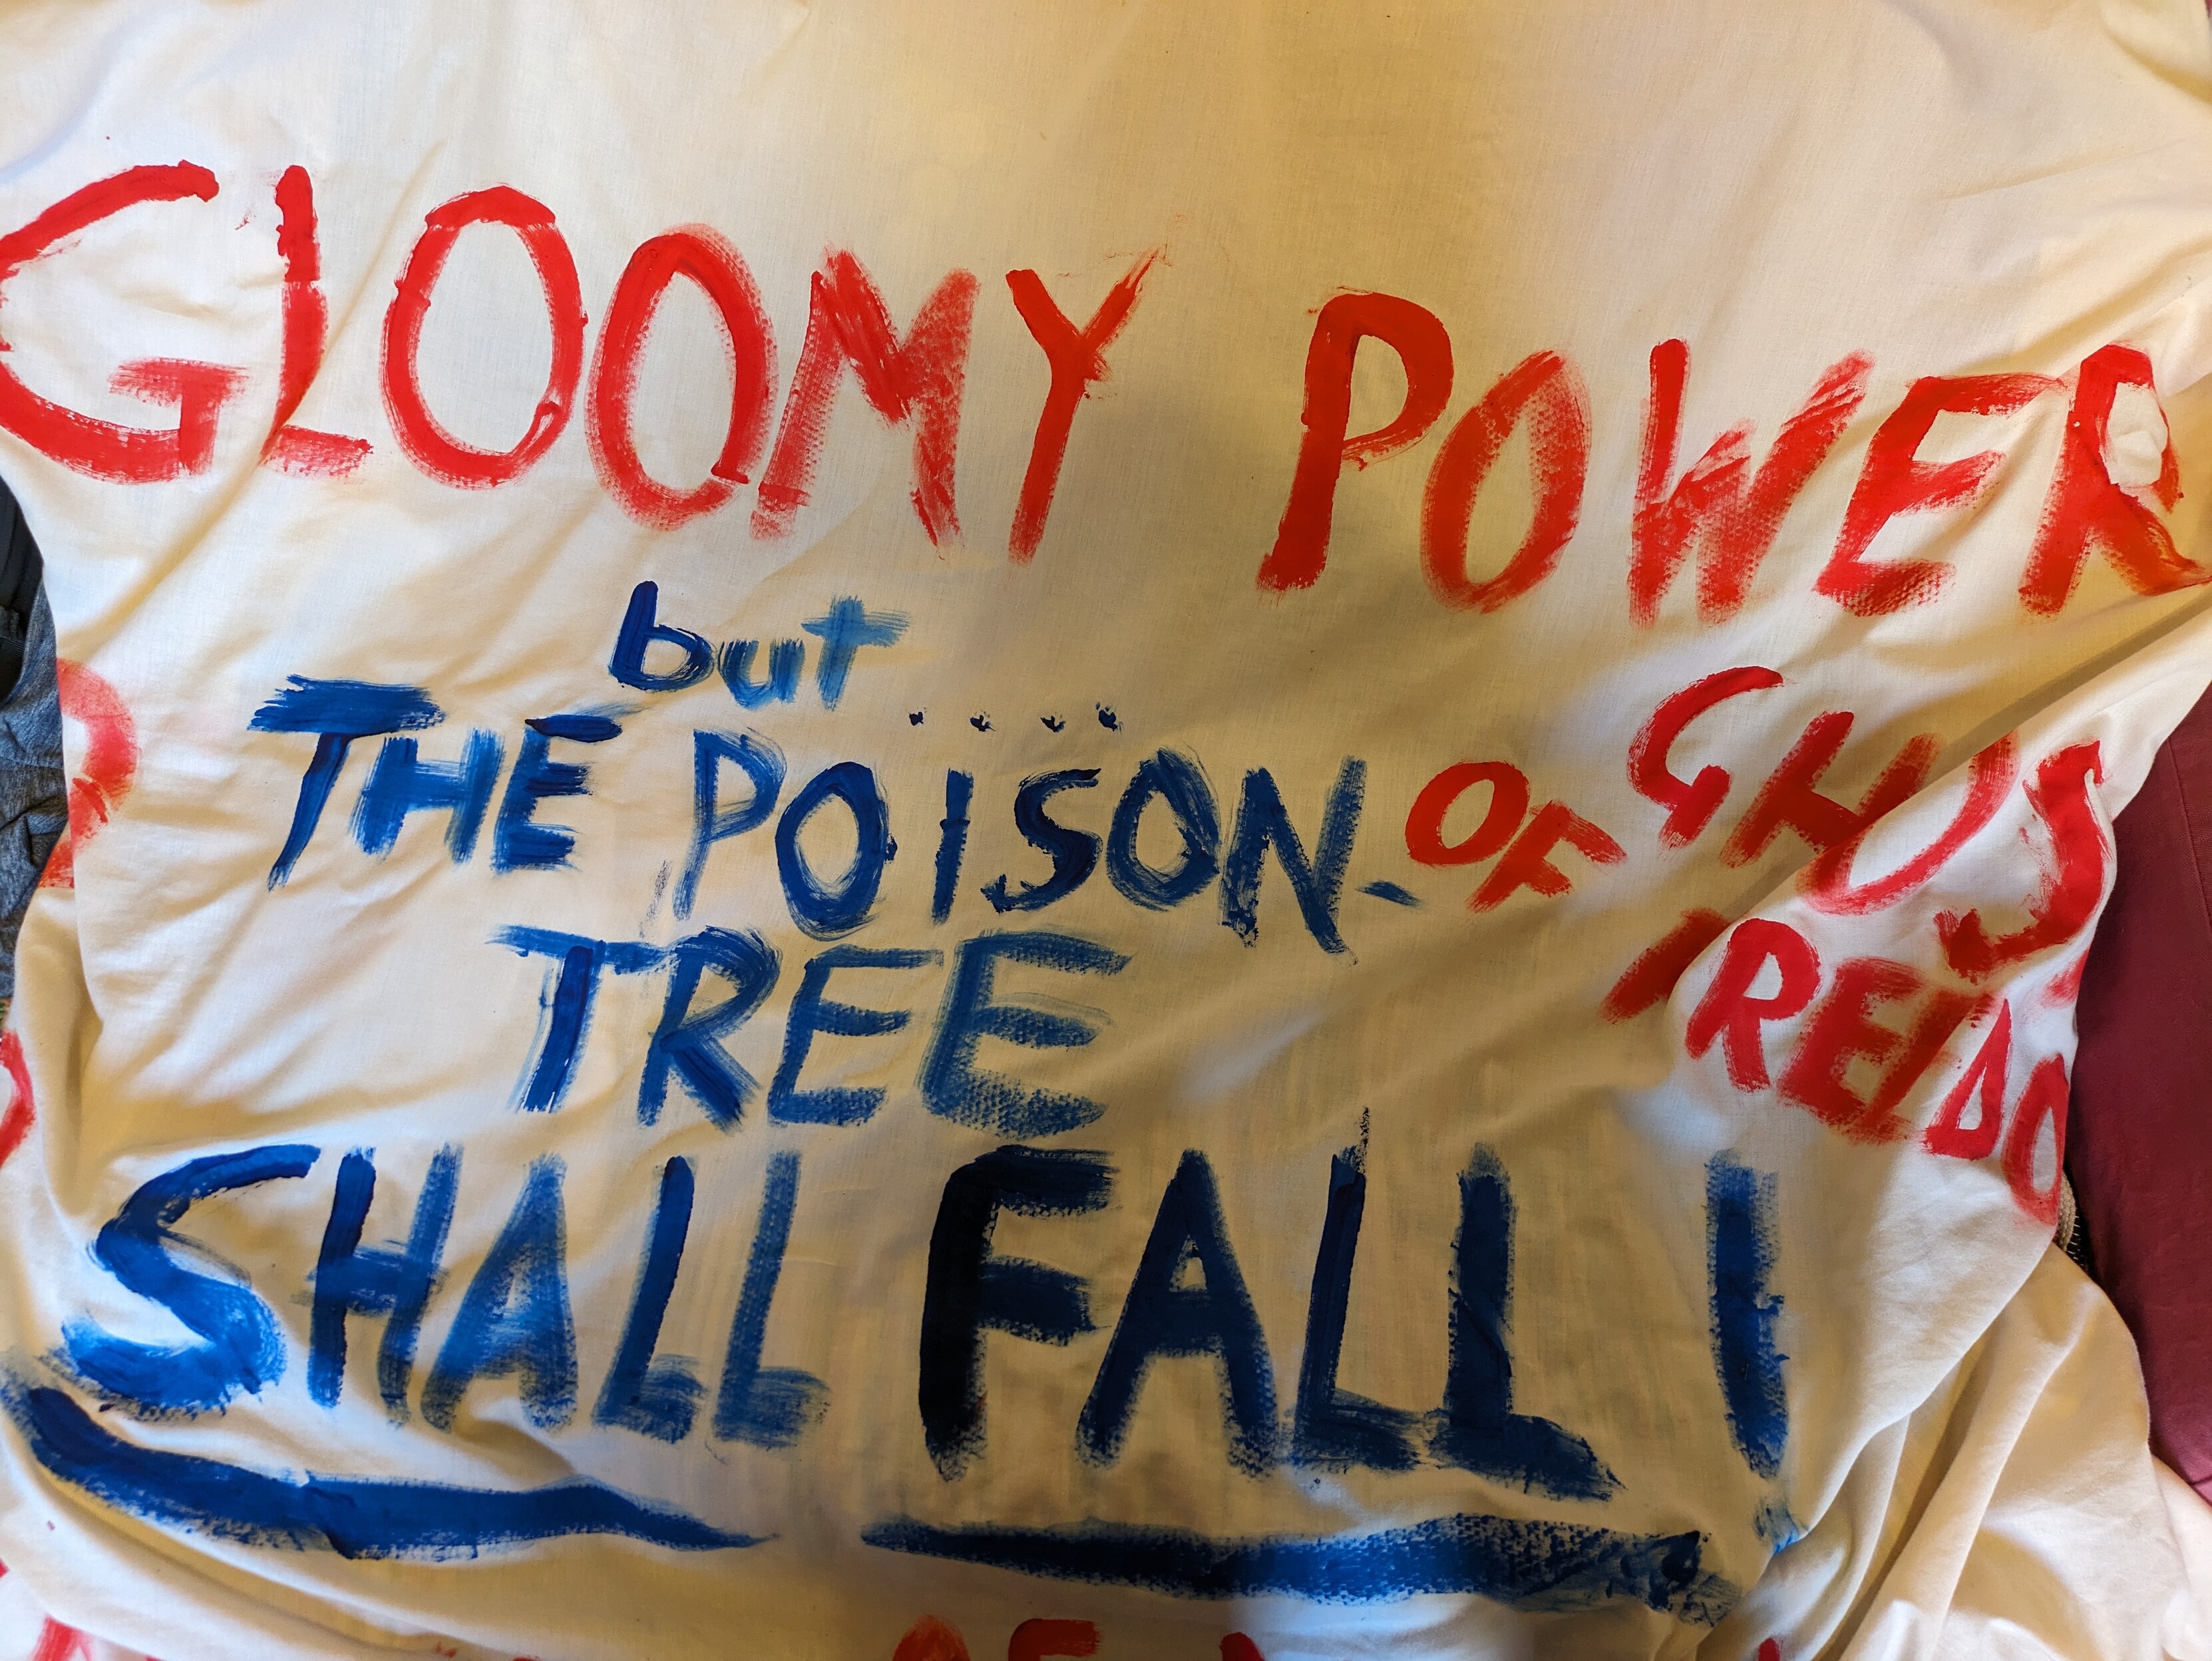 GLOOMY POWER
but
....
THE POISON-
TREE
OF
SHALL FALL!